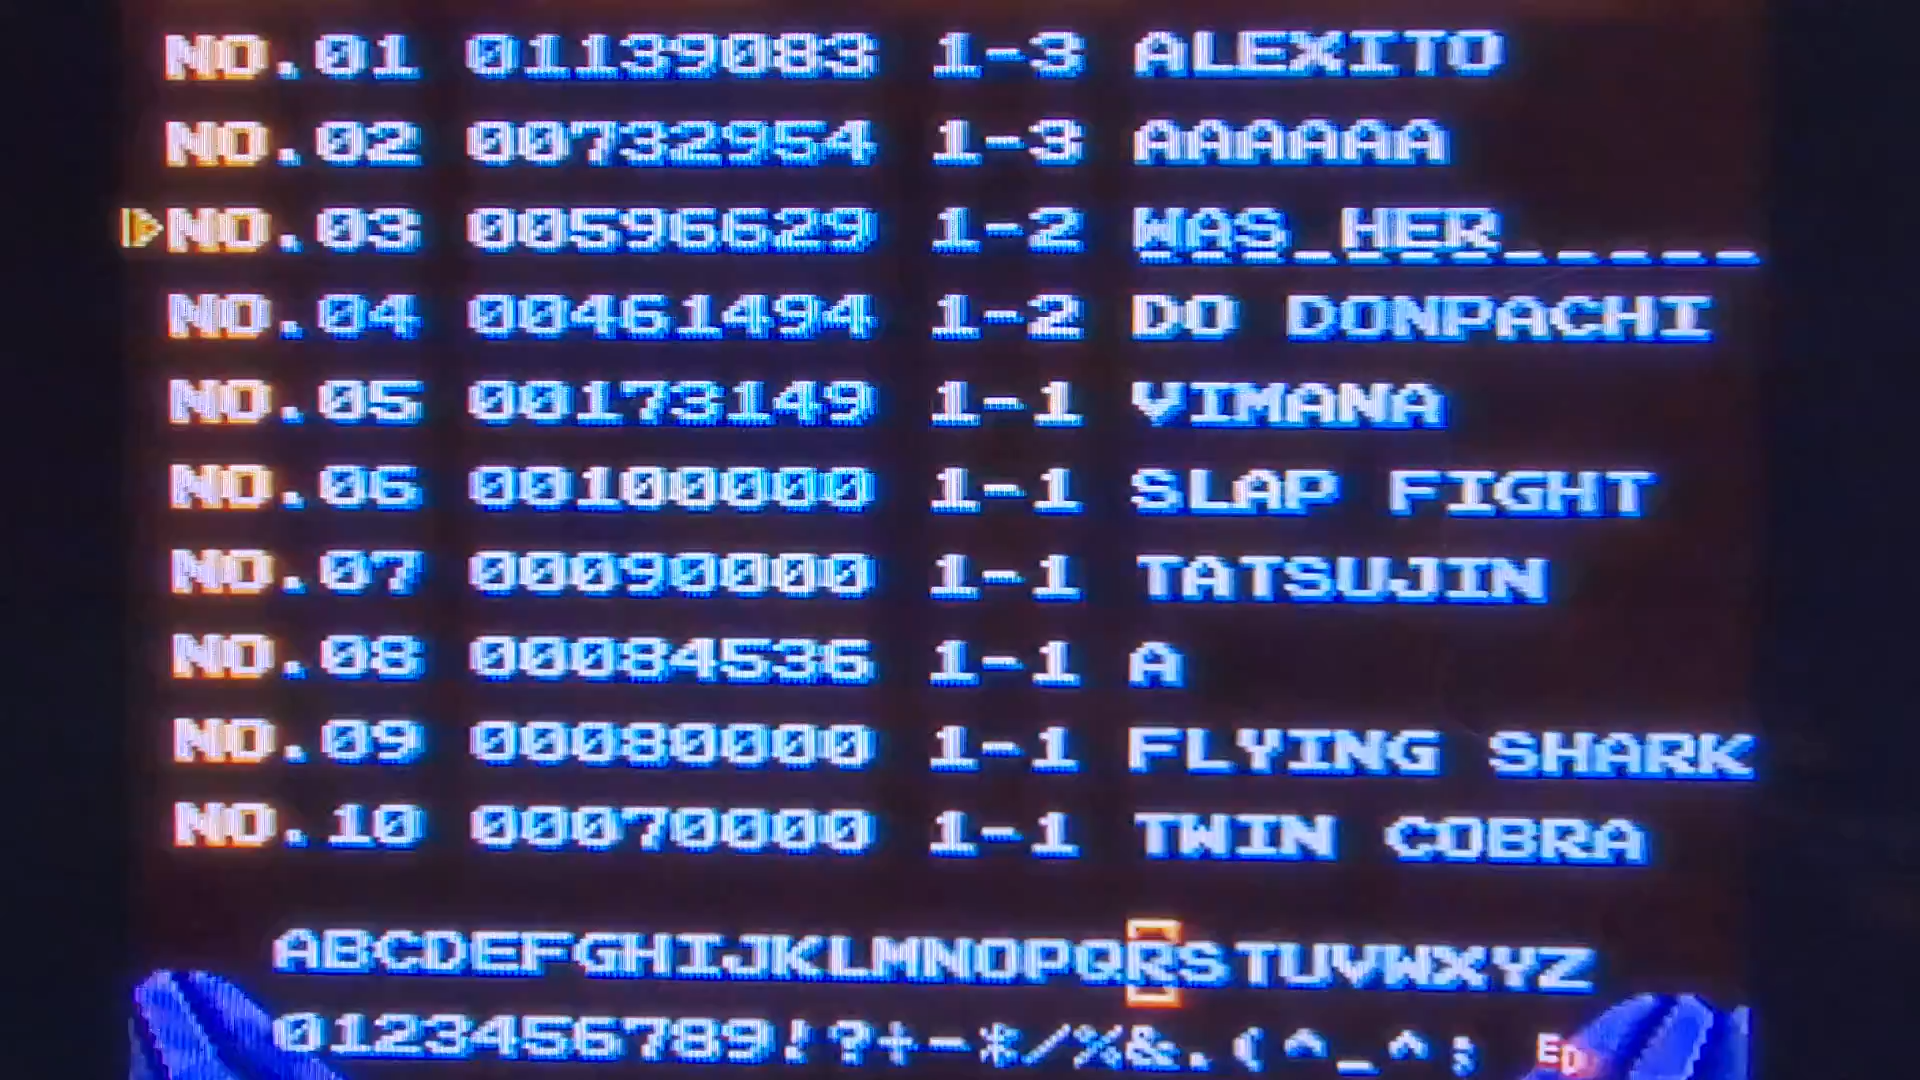 NO.01 01139083 1-3 ALEXITO
NO.02 00732954 1-3 AAAAAA
NO.03 00596629 1-2 WAS_HER_____
NO.04 00461494 1-2 DO DONPACHI
NO.05 00173149 1-1 VIMANA
NO.06 00100000 1-1 SLAP FIGHT
NO.07 00090000 1-1 TATSUJIN
NO.08 00084536 1-1 A
NO.09 00080000 1-1 FLYING SHARK
NO.10 00070000 1-1 TWIN COBRA
ABCDEFGHIJKLMNOPQRSTUVWXYZ
0123456789!?+-*/%&.(^_^; ED